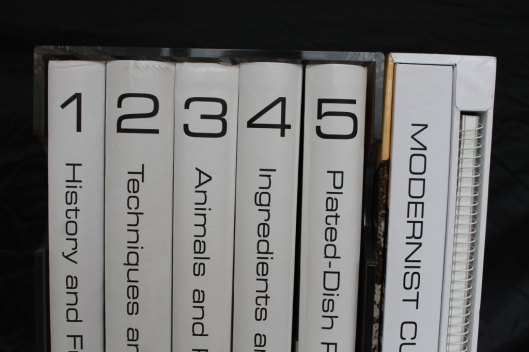 1 History and F
2 Techniques a
3 Animals and
4 Ingredients a
5 Plated-Dish
MODERNIST CU